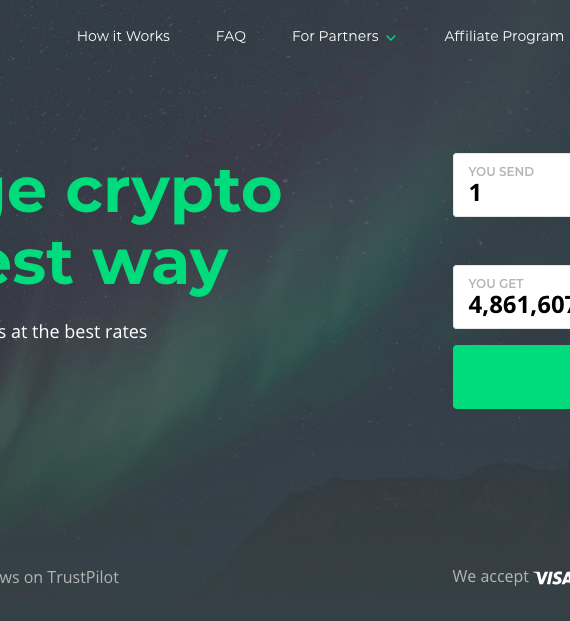 How it Works FAQ For Partners Affiliate Program
ge crypto
est way
s at the best rates
YOU SEND
1
YOU GET
4,861,607
ws on TrustPilot
We accept VISA